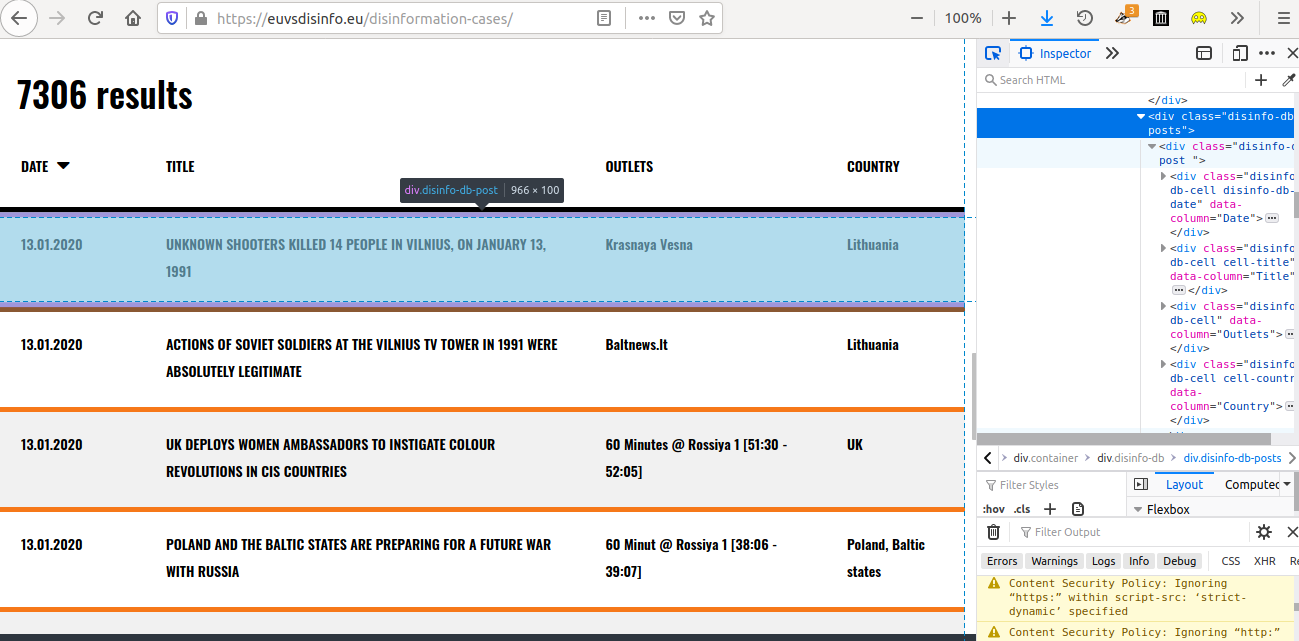 https://euvsdisinfo.eu/disinformation-cases/
100%
3
7306 results
DATE TITLE OUTLETS COUNTRY
div.disinfo-db-post 966 × 100
13.01.2020 UNKNOWN SHOOTERS KILLED 14 PEOPLE IN VILNIUS, ON JANUARY 13, Krasnaya Vesna Lithuania
1991
13.01.2020 ACTIONS OF SOVIET SOLDIERS AT THE VILNIUS TV TOWER IN 1991 WERE Baltnews.lt Lithuania
ABSOLUTELY LEGITIMATE
13.01.2020 UK DEPLOYS WOMEN AMBASSADORS TO INSTIGATE COLOUR 60 Minutes @ Rossiya 1 [51:30 - UK
REVOLUTIONS IN CIS COUNTRIES 52:05]
13.01.2020 POLAND AND THE BALTIC STATES ARE PREPARING FOR A FUTURE WAR 60 Minut @ Rossiya 1 [38:06 - Poland, Baltic
WITH RUSSIA 39:07] states
Inspector
Search HTML
</div>
<div class="disinfo-db
posts">
<div class="disinfo-
post ">
<div class="disinfo
db-cell disinfo-db-
date" data-
column="Date">
</div>
<div class="disinfo
db-cell cell-title"
data-column="Title"
</div>
<div class="disinfo
db-cell" data-
column="Outlets">
</div>
<div class="disinfo
db-cell cell-countr
data-
column="Country">
</div>
div.container div.disinfo-db div.disinfo-db-posts
Filter Styles Layout Computed
:hov .cls + Flexbox
Filter Output
Errors Warnings Logs Info Debug CSS XHR Re
Content Security Policy: Ignoring
“https:” within script-src: ‘strict-
dynamic’ specified
Content Security Policy: Ignoring “http:”